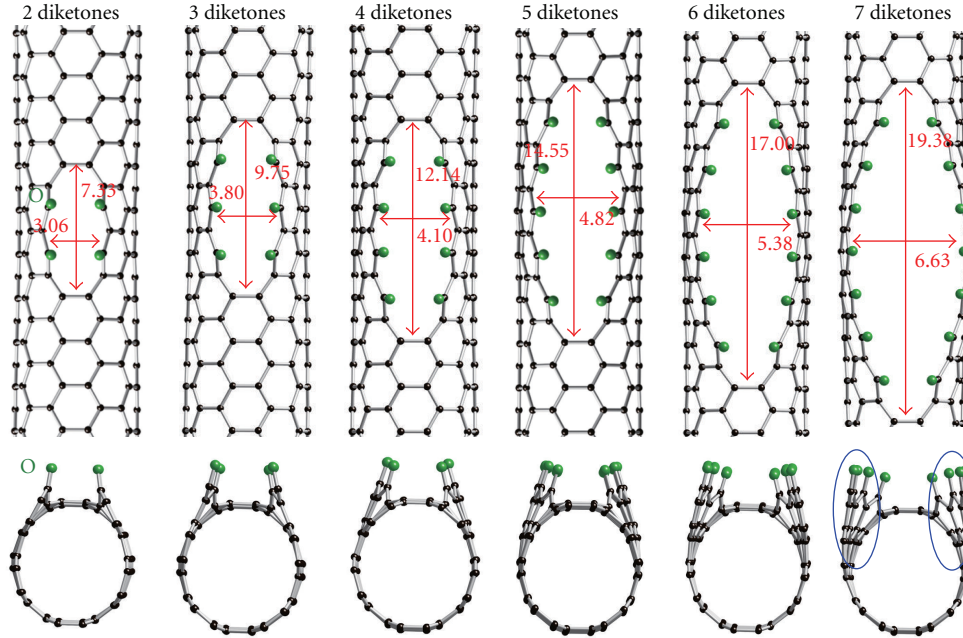 2 diketones
3 diketones
4 diketones
5 diketones
6 diketones
7 diketones
O
7.35
3.06
9.75
3.80
12.14
4.10
14.55
4.82
17.00
5.38
19.38
6.63
O